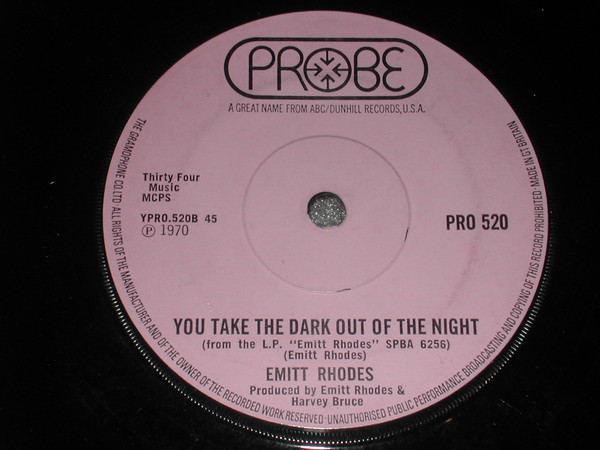 PROBE
A GREAT NAME FROM ABC/DUNHILL RECORDS, U.S.A.
Thirty Four
Music
MCPS
YPRO.520B 45
Ⓟ 1970
PRO 520
YOU TAKE THE DARK OUT OF THE NIGHT
(from the L.P. "Emitt Rhodes" SPBA 6256)
(Emitt Rhodes)
EMITT RHODES
Produced by Emitt Rhodes &
Harvey Bruce
THE GRAMOPHONE CO LTD ALL RIGHTS OF THE MANUFACTURER AND OF THE OWNER OF THE RECORDED WORK RESERVED·UNAUTHORISED PUBLIC PERFORMANCE BROADCASTING AND COPYING OF THIS RECORD PROHIBITED·MADE IN GT BRITAIN